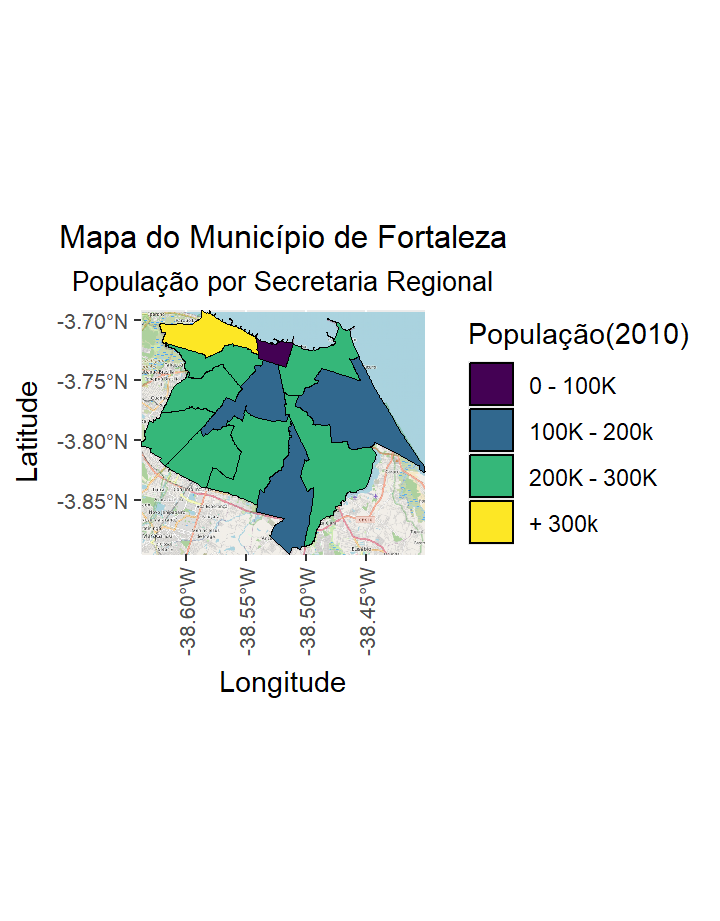 Mapa do Município de Fortaleza
População por Secretaria Regional
-3.70°N
-3.75°N
-3.80°N
-3.85°N
Latitude
-38.60°W
-38.55°W
-38.50°W
-38.45°W
Longitude
População(2010)
0 - 100K
100K - 200k
200K - 300K
+ 300k